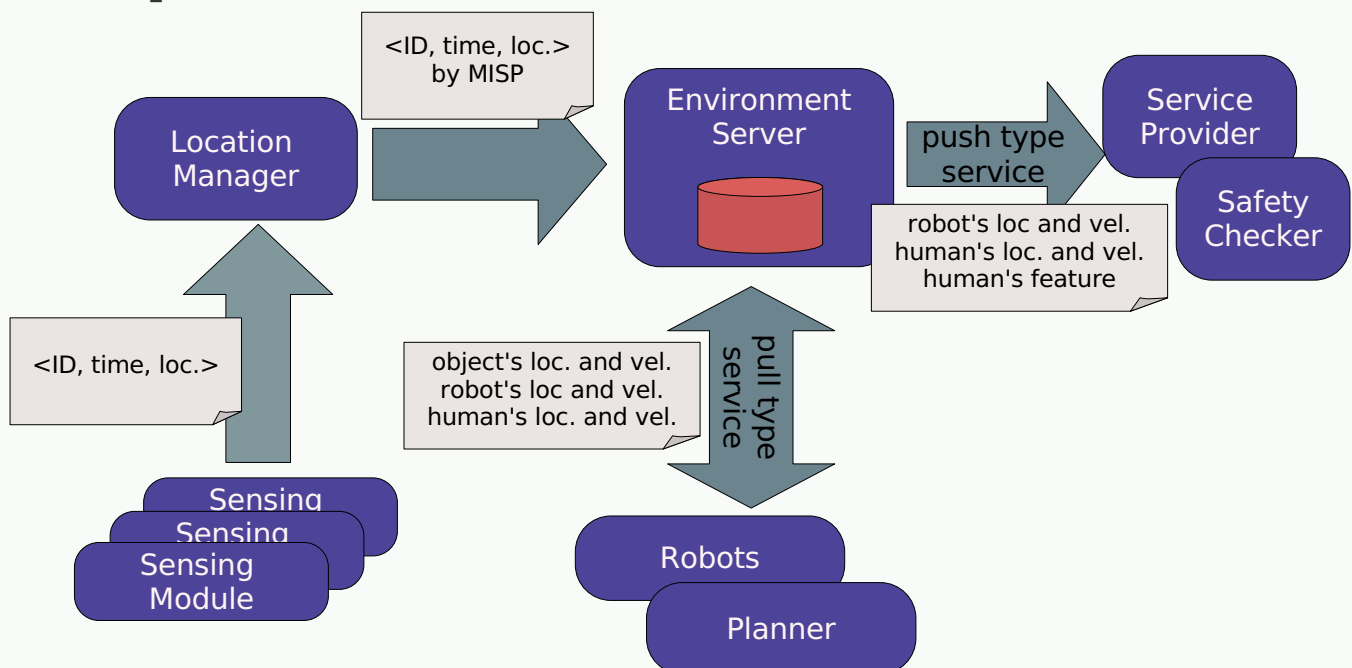 <ID, time, loc.>
by MISP
Location
Manager
Environment
Server
push type
service
Service
Provider
Safety
Checker
robot's loc and vel.
human's loc. and vel.
human's feature
<ID, time, loc.>
object's loc. and vel.
robot's loc and vel.
human's loc. and vel.
pull type
service
Sensing
Sensing
Sensing
Module
Robots
Planner